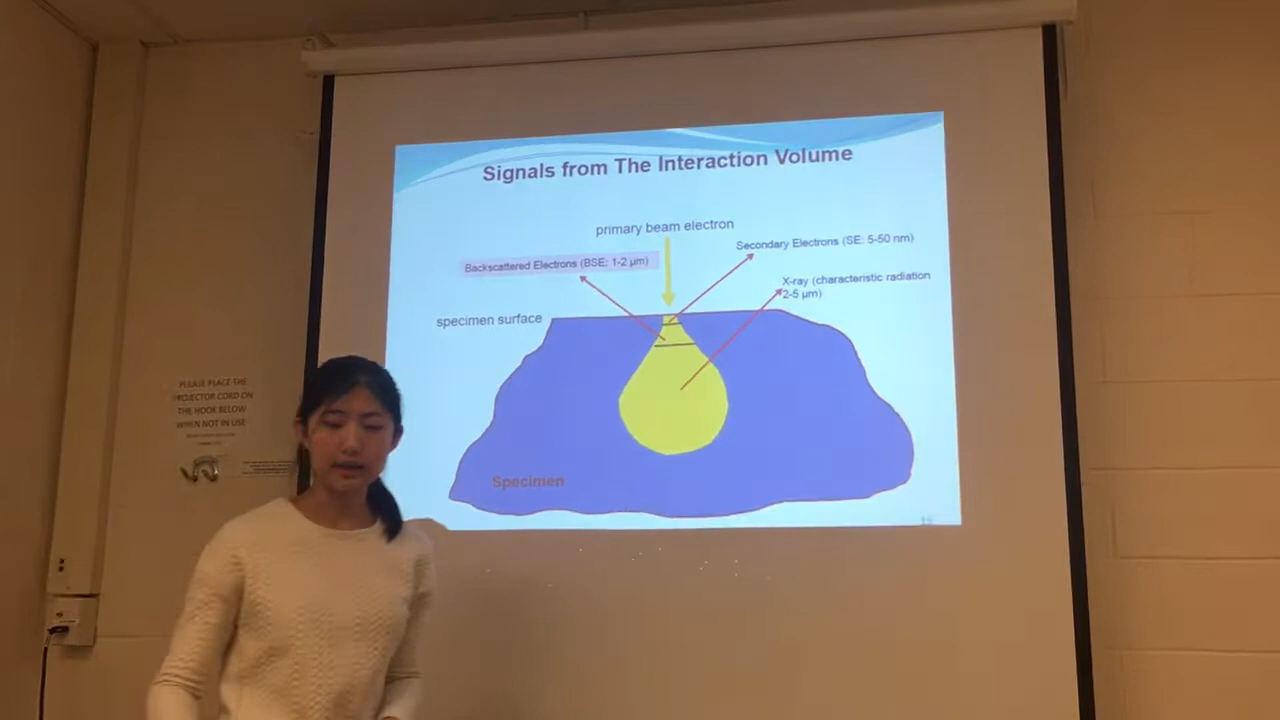 Signals from The Interaction Volume
primary beam electron
Secondary Electrons (SE: 5-50 nm)
Backscattered Electrons (BSE: 1-2 µm)
X-ray (characteristic radiation
2-5 µm)
specimen surface
Specimen
PLEASE PLACE THE
PROJECTOR CORD ON
THE HOOK BELOW
WHEN NOT IN USE